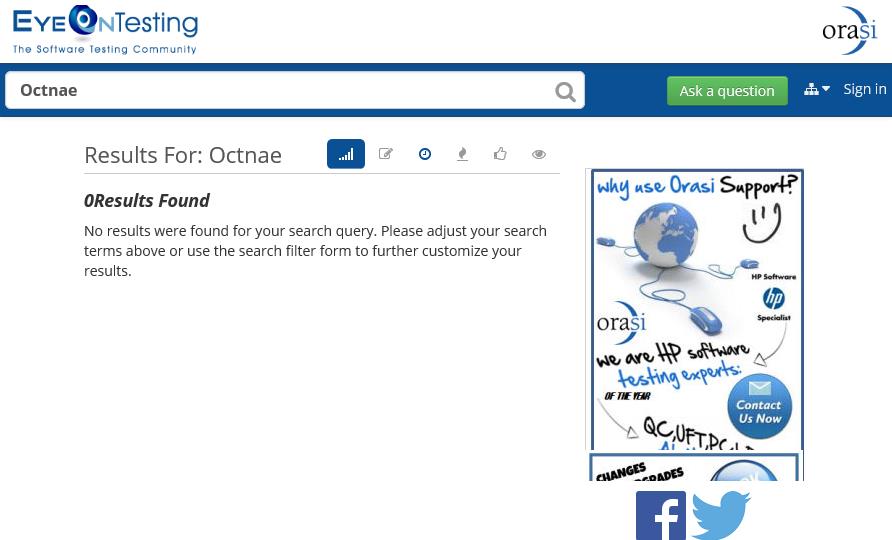 EYEONTESTING
The Software Testing Community
orasi
Octnae
Ask a question
Sign in
Results For: Octnae
0Results Found
No results were found for your search query. Please adjust your search
terms above or use the search filter form to further customize your
results.
why use Orasi Support?
HP Software
hp
Specialist
orasi
we are HP software
testing experts:
OF THE YEAR
Contact
Us Now
QC, UFT, PC
CHANGES